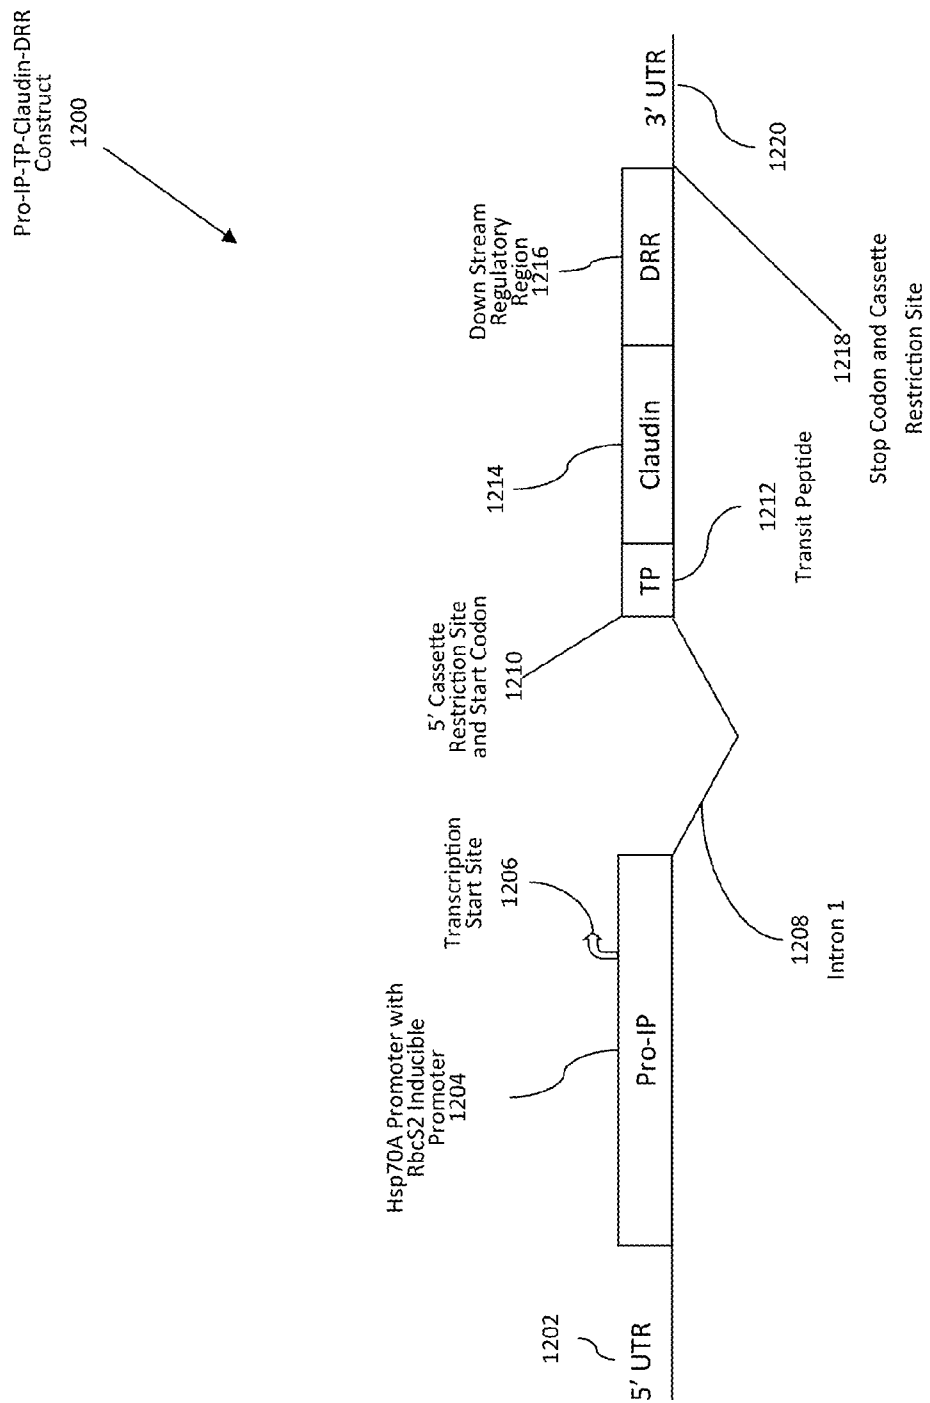 Pro-IP-TP-Claudin-DRR
Construct
1200
5' UTR
1202
Hsp70A Promoter with
RbcS2 Inducible
Promoter
1204
Pro-IP
Transcription
Start Site
1206
1208
Intron 1
5' Cassette
Restriction Site
and Start Codon
1210
TP
1212
Transit Peptide
1214
Claudin
Down Stream
Regulatory
Region
1216
DRR
1218
Stop Codon and Cassette
Restriction Site
3' UTR
1220